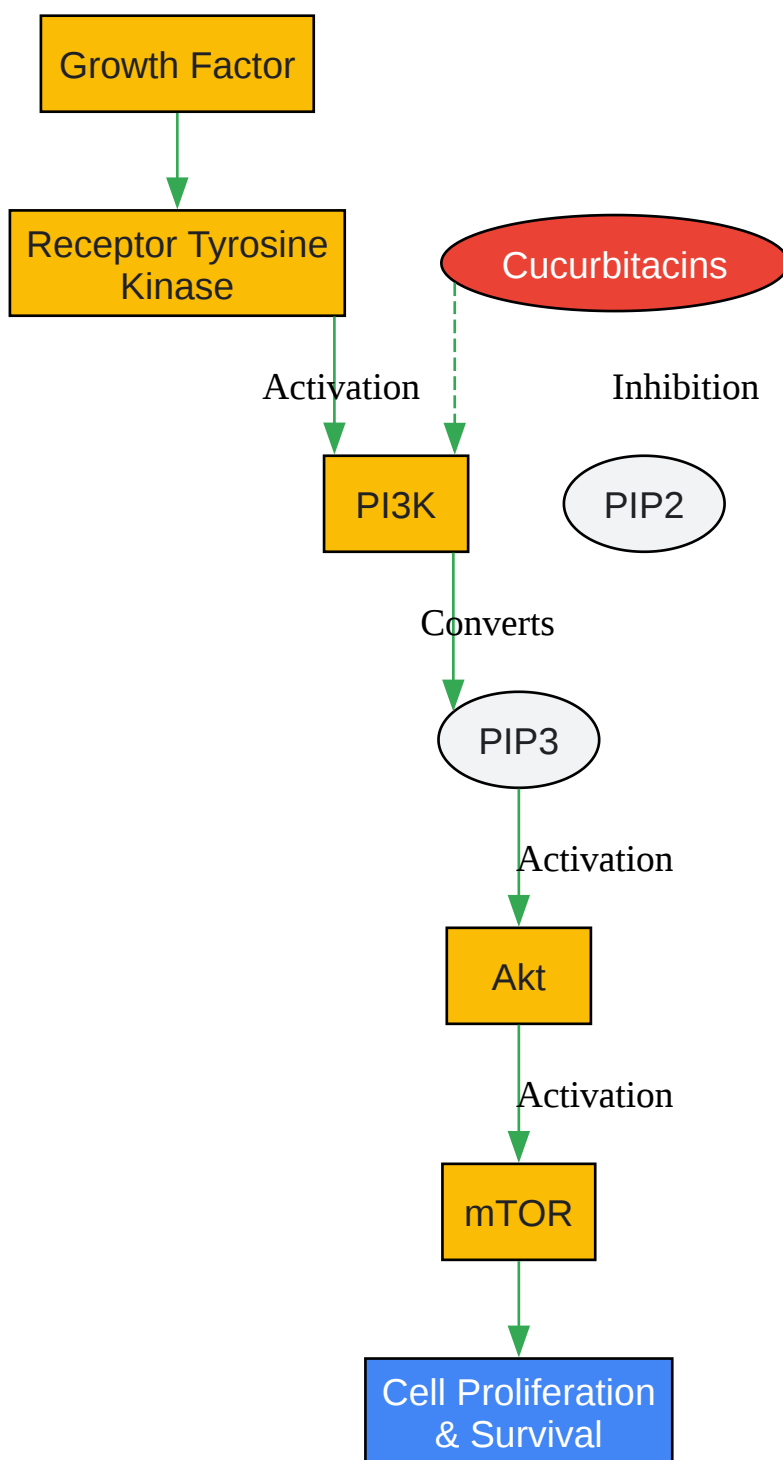 Growth Factor
Receptor Tyrosine
Kinase
Cucurbitacins
Activation
Inhibition
PI3K
PIP2
Converts
PIP3
Activation
Akt
Activation
mTOR
Cell Proliferation
& Survival